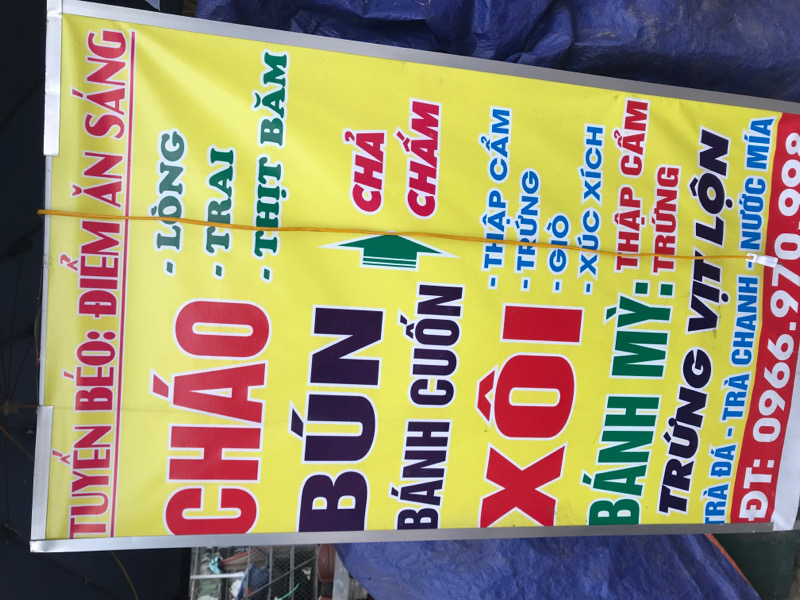 TUYẾN BÉO: ĐIỂM ĂN SÁNG
CHÁO
- LÒNG
- TRAI
- THỊT BĂM
BÚN
BÁNH CUỐN
CHẢ
CHẤM
XÔI
- THẬP CẨM
- TRỨNG
- GIÒ
- XÚC XÍCH
BÁNH MỲ: THẬP CẨM
TRỨNG
TRỨNG VỊT LỘN
TRÀ ĐÁ - TRÀ CHANH - NƯỚC MÍA
ĐT: 0966.970.998